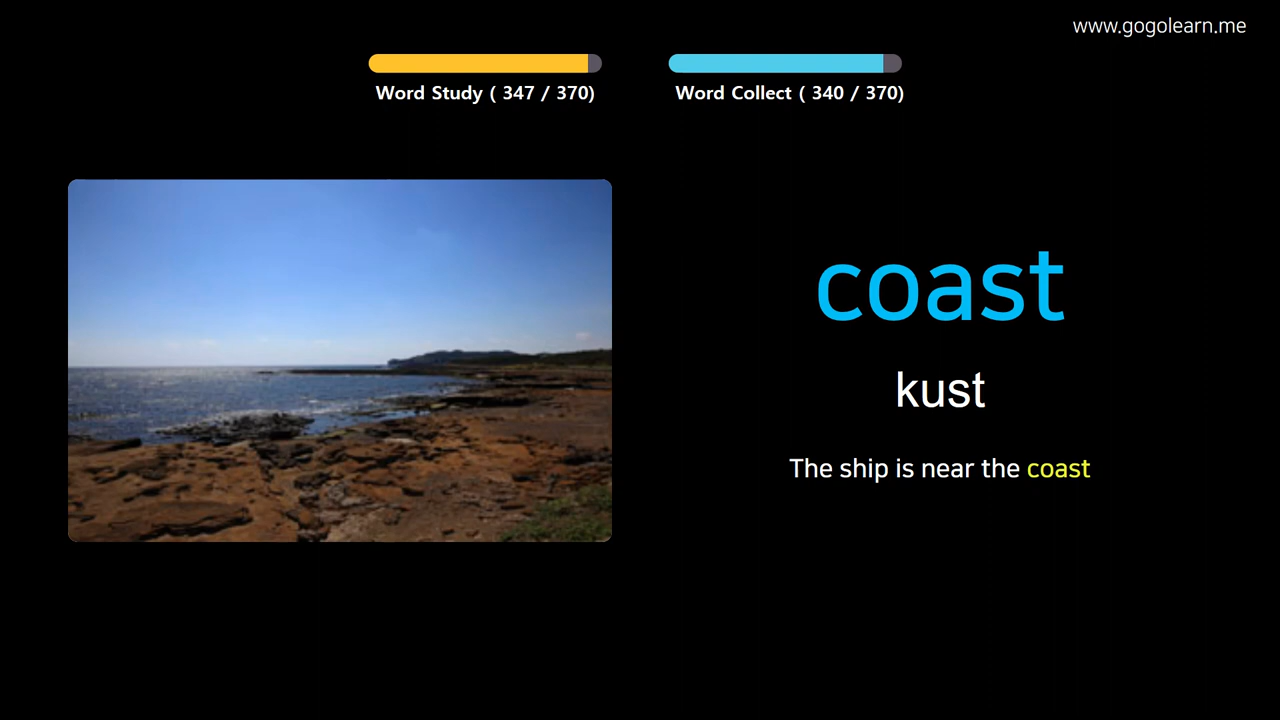 www.gogolearn.me
Word Study ( 347 / 370)
Word Collect ( 340 / 370)
coast
kust
The ship is near the coast